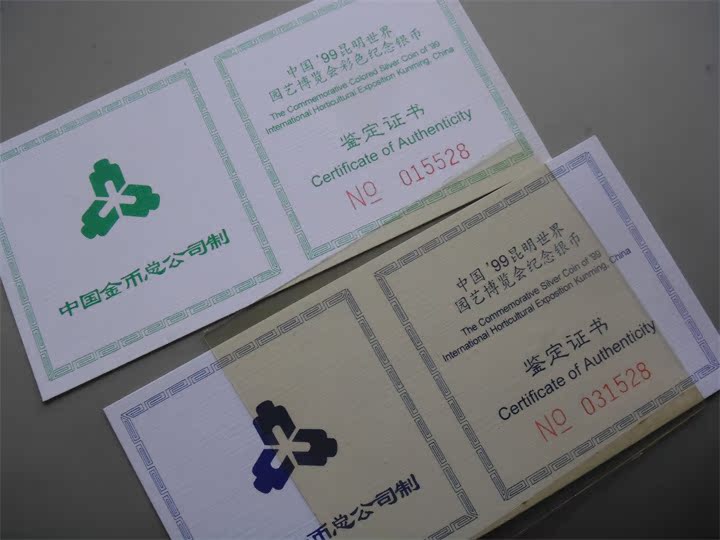 中国'99昆明世界
园艺博览会彩色纪念银币
The Commemorative Colored Silver Coin of '99
International Horticultural Exposition Kunming, China
鉴定证书
Certificate of Authenticity
No 015528
中国金币总公司制
中国'99昆明世界
园艺博览会纪念银币
The Commemorative Silver Coin of '99
International Horticultural Exposition Kunming, China
鉴定证书
Certificate of Authenticity
No 031528
中国金币总公司制